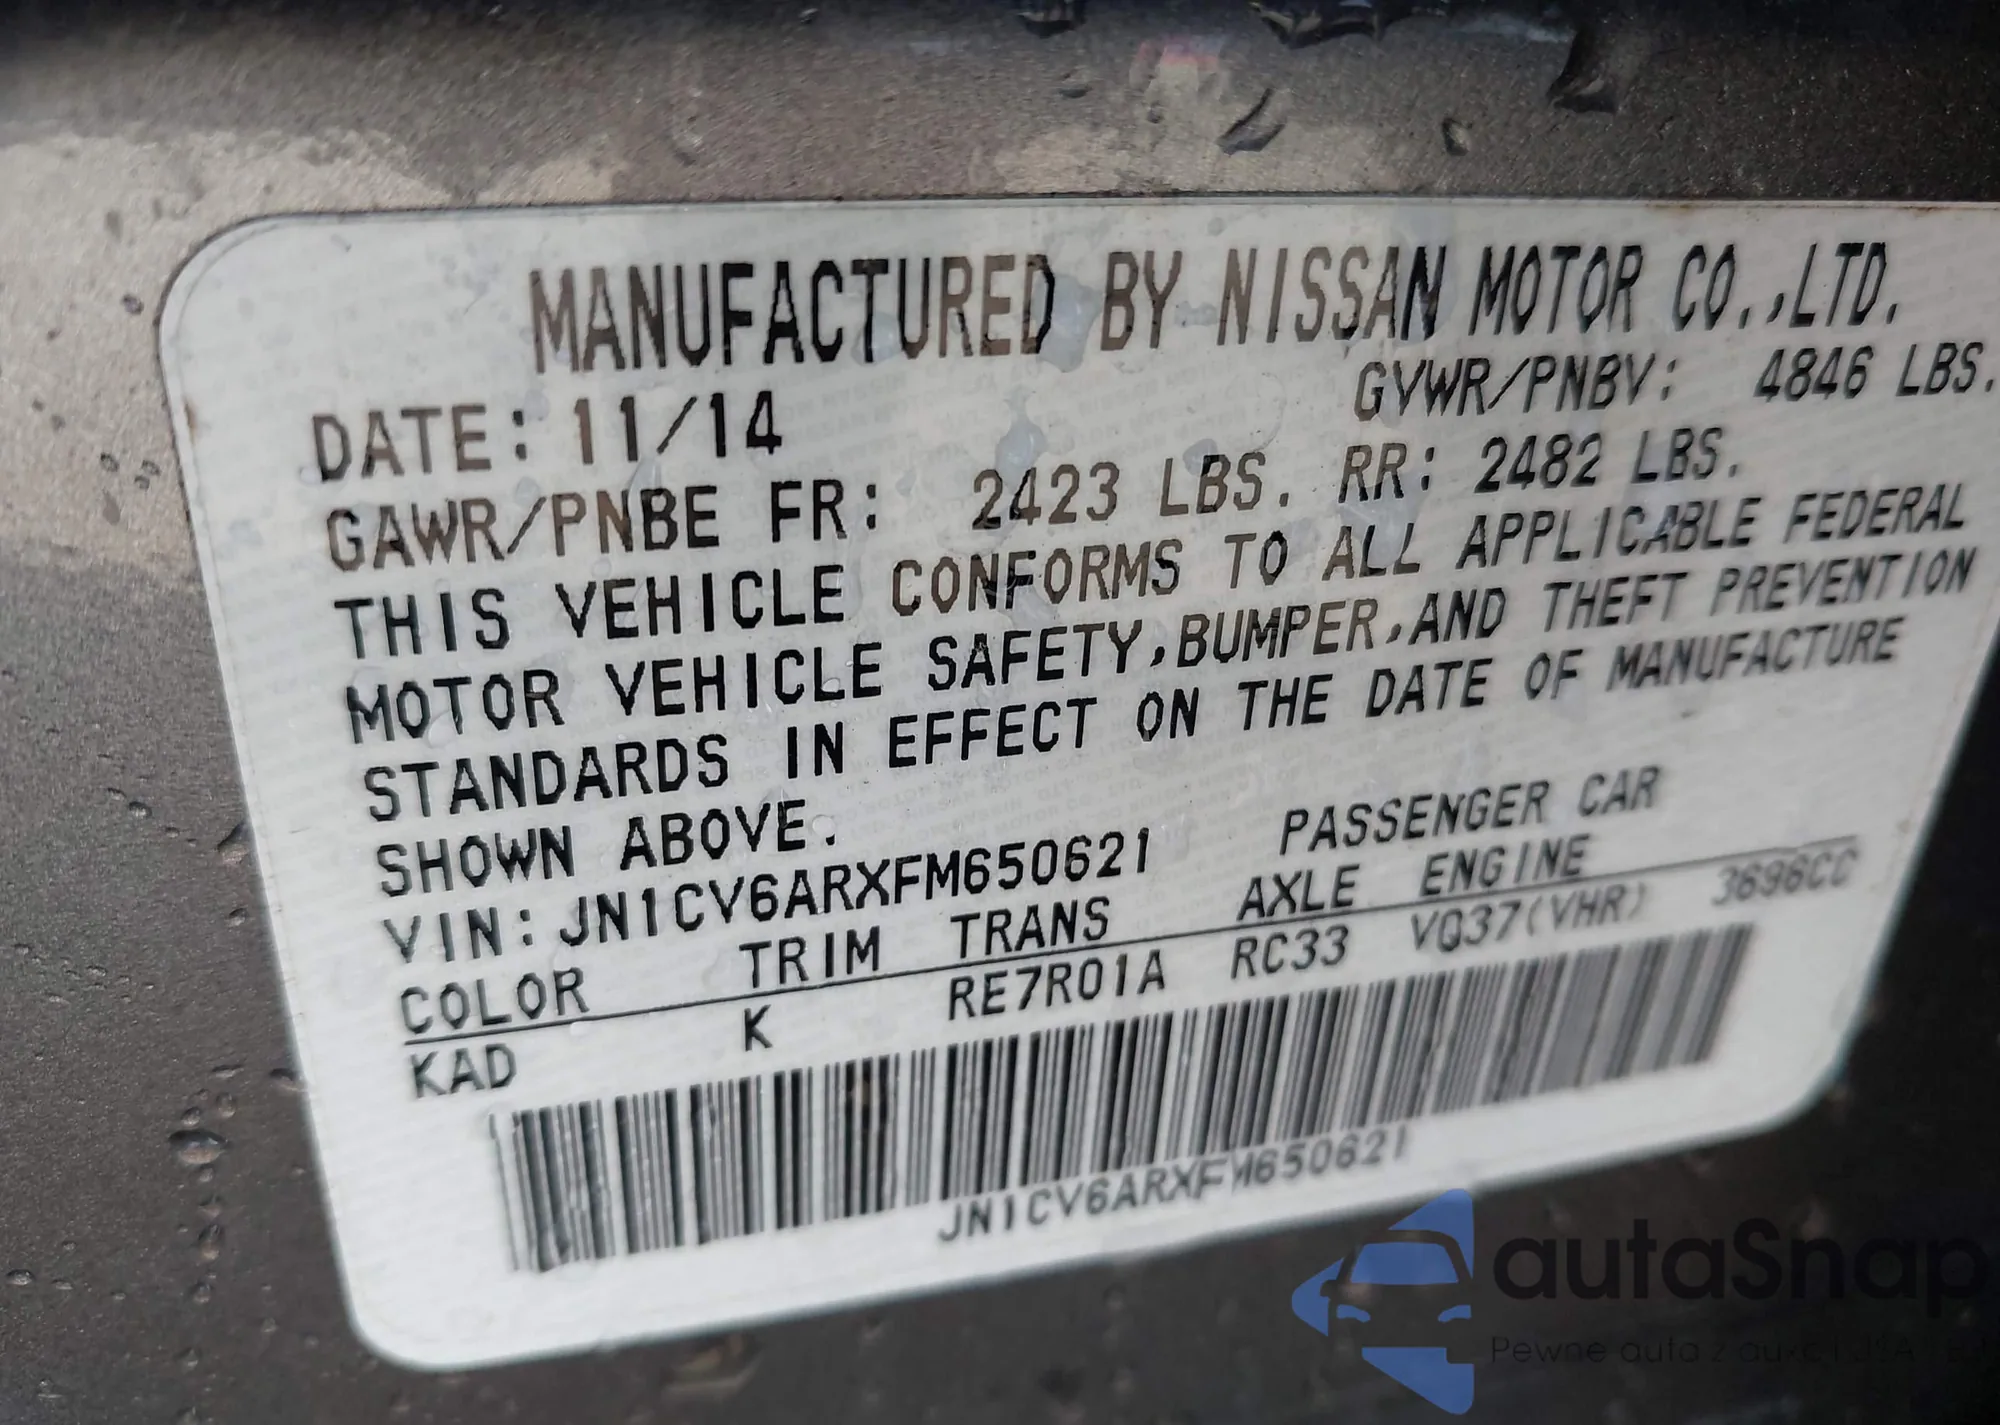 MANUFACTURED BY NISSAN MOTOR CO.,LTD.
DATE: 11/14 GVWR/PNBV: 4846 LBS.
GAWR/PNBE FR: 2423 LBS. RR: 2482 LBS.
THIS VEHICLE CONFORMS TO ALL APPLICABLE FEDERAL
MOTOR VEHICLE SAFETY,BUMPER,AND THEFT PREVENTION
STANDARDS IN EFFECT ON THE DATE OF MANUFACTURE
SHOWN ABOVE.
VIN: JN1CV6ARXFM650621 PASSENGER CAR
COLOR TRIM TRANS AXLE ENGINE
KAD K RE7R01A RC33 VQ37(VHR) 3696CC
JN1CV6ARXFM650621
autaSnap
Pewne auta z